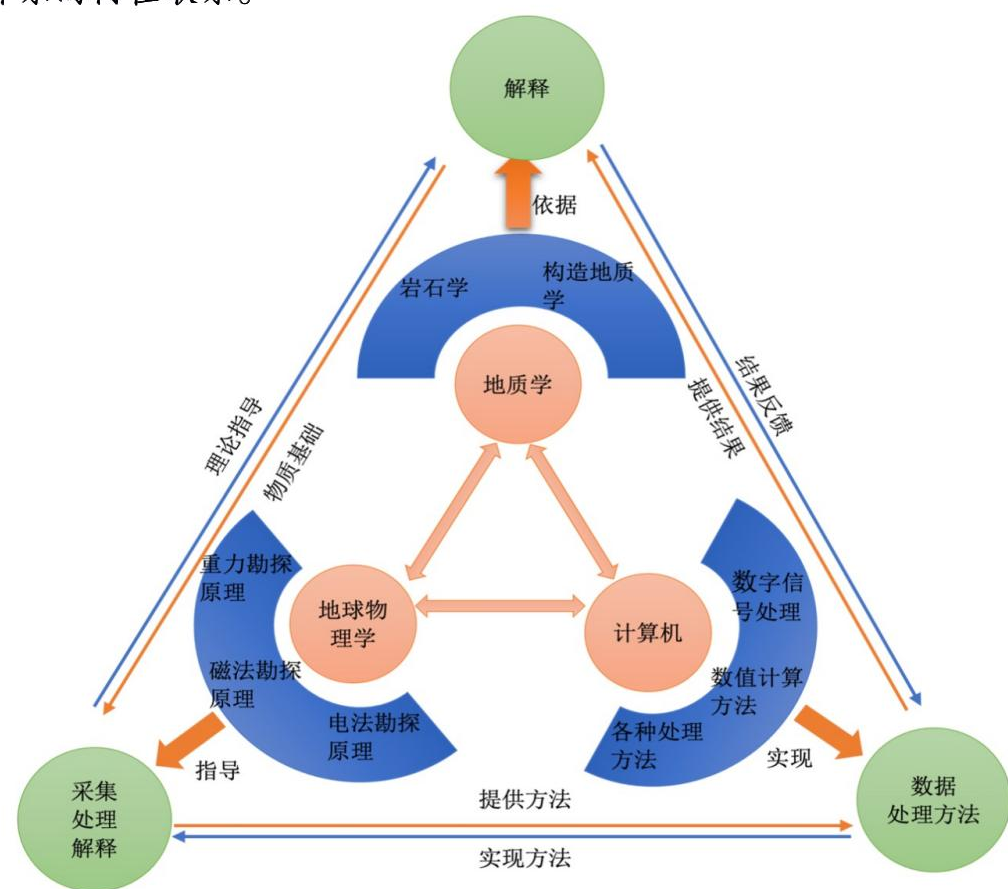 解释
依据
岩石学
构造地质
学
地质学
结果反馈
提供结果
理论指导
物质基础
重力勘探
原理
数字信
号处理
地球物
理学
计算机
磁法勘探
原理
数值计算
方法
电法勘探
原理
各种处理
方法
指导
实现
采集
处理
解释
提供方法
实现方法
数据
处理方法